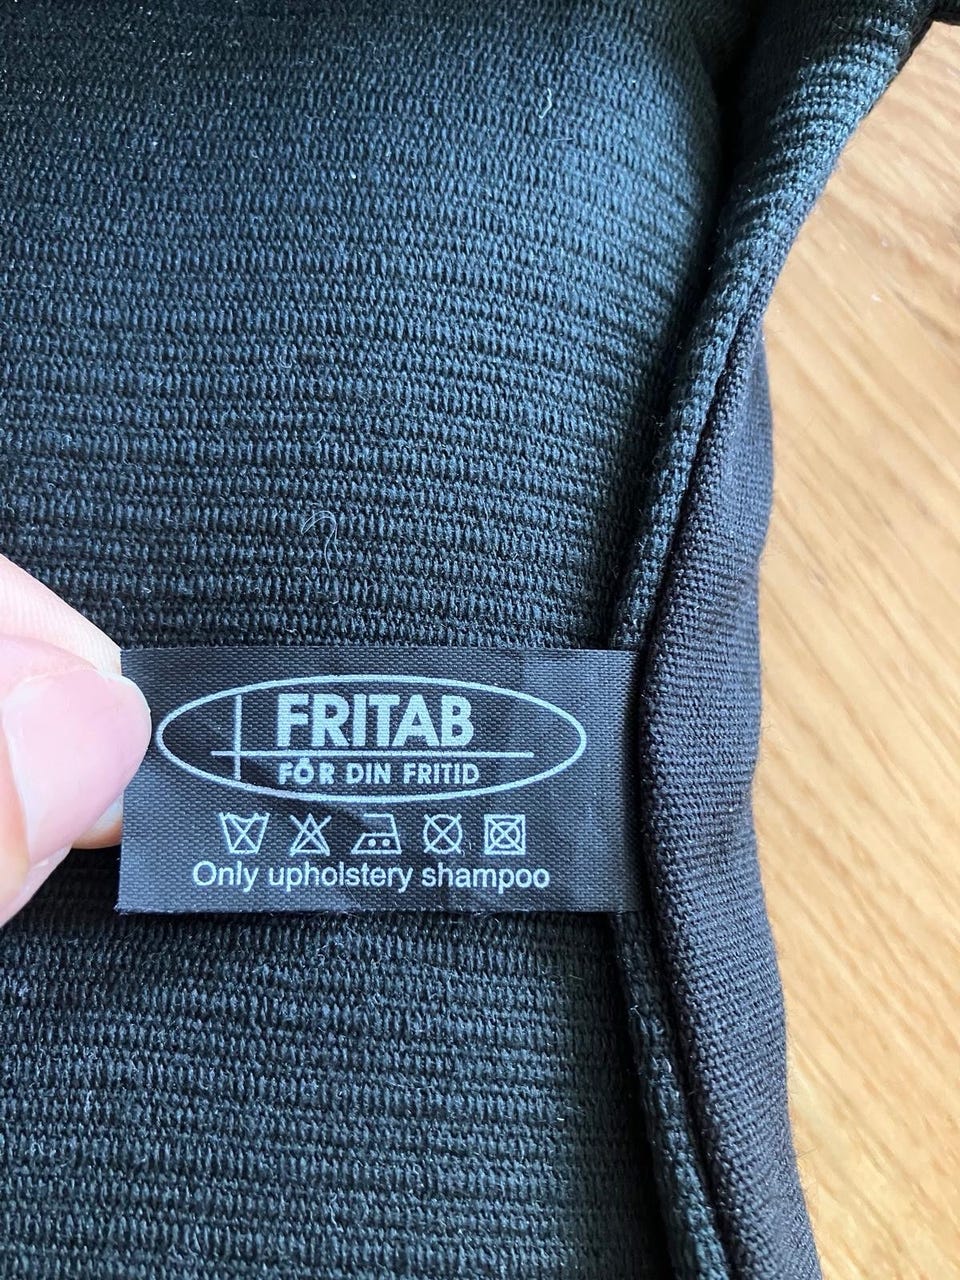 FRITAB
FÖR DIN FRITID
Only upholstery shampoo